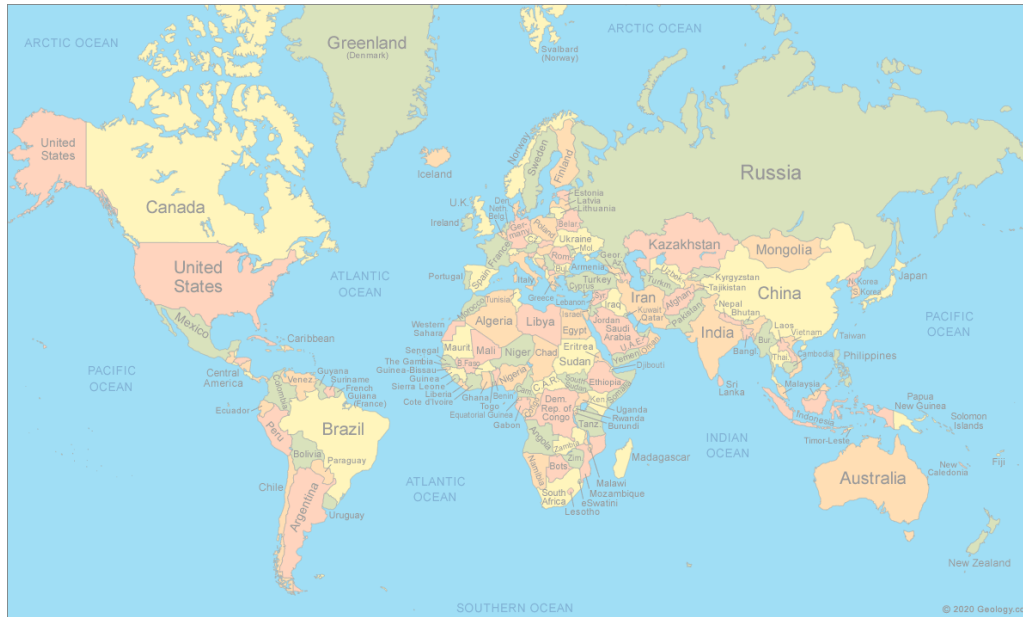 ARCTIC OCEAN
Greenland
(Denmark)
Svalbard
(Norway)
ARCTIC OCEAN
United
States
Iceland
Norway
Sweden
Finland
Russia
Canada
U.K
Ireland
Den
Neth
Belg
Estonia
Latvia
Lithuania
Belar
Poland
Ger-
many
Ukraine
Mol
France
Rom
Bul
Spain
Portugal
Italy
Greece
Geor
Armenia
Turkey
Cyprus
Lebanon
Syr
Iraq
Israel
Kazakhstan
Mongolia
Uzbek
Turkm
Kyrgyzstan
Tajikistan
China
N. Korea
S. Korea
Japan
United
States
ATLANTIC
OCEAN
Mexico
Caribbean
Central
America
PACIFIC
OCEAN
Morocco
Tunisia
Algeria
Libya
Egypt
Western
Sahara
Jordan
Saudi
Arabia
Kuwait
Qatar
U.A.E
Iran
Afghan
Pakistan
Nepal
Bhutan
India
Bangl
Bur
Laos
Vietnam
Thai
Cambodia
Taiwan
Philippines
PACIFIC
OCEAN
Maurit.
Mali
Niger
Chad
Sudan
Eritrea
Yemen
Oman
Djibouti
Senegal
The Gambia
Guinea-Bissau
Guinea
Sierra Leone
Liberia
Cote d'Ivoire
B.Faso
Ghana
Togo
Benin
Nigeria
Cam
C.A.R.
South
Sudan
Ethiopia
Somalia
Equatorial Guinea
Gabon
Dem.
Rep. of
Congo
Ken
Uganda
Rwanda
Burundi
Tanz
Sri
Lanka
Malaysia
Indonesia
Papua
New Guinea
Solomon
Islands
Timor-Leste
Guyana
Suriname
French
Guiana
(France)
Venez
Colombia
Ecuador
Peru
Brazil
Bolivia
Paraguay
Chile
Argentina
Uruguay
ATLANTIC
OCEAN
Angola
Zambia
Zim
Namibia
Bots
South
Africa
Malawi
Mozambique
eSwatini
Lesotho
Madagascar
INDIAN
OCEAN
Australia
New
Caledonia
Fiji
New Zealand
SOUTHERN OCEAN
© 2020 Geology.co